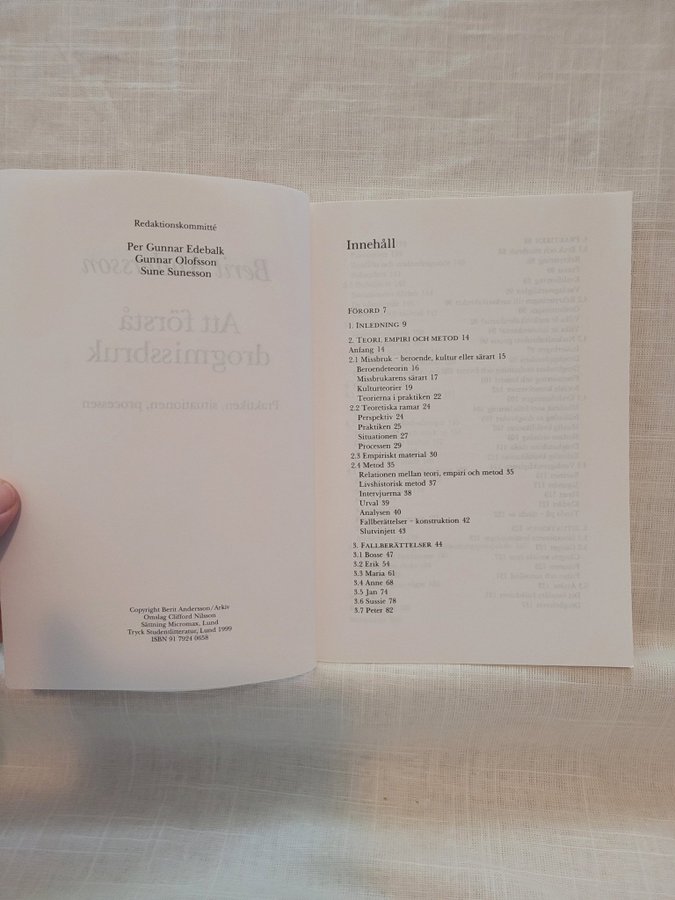 Redaktionskommitté
Per Gunnar Edebalk
Gunnar Olofsson
Sune Sunesson
Copyright Berit Andersson/Arkiv
Omslag Clifford Nilsson
Sättning Micromax, Lund
Tryck Studentlitteratur, Lund 1999
ISBN 91 7924 0658
Innehåll
FÖRORD 7
1. INLEDNING 9
2. TEORI, EMPIRI OCH METOD 14
Anfang 14
2.1 Missbruk – beroende, kultur eller särart 15
Beroendeteorin 16
Missbrukarens särart 17
Kulturteorier 19
Teorierna i praktiken 22
2.2 Teoretiska ramar 24
Perspektiv 24
Praktiken 25
Situationen 27
Processen 29
2.3 Empiriskt material 30
2.4 Metod 35
Relationen mellan teori, empiri och metod 35
Livshistorisk metod 37
Intervjuerna 38
Urval 39
Analysen 40
Fallberättelser – konstruktion 42
Slutvinjett 43
3. FALLBERÄTTELSER 44
3.1 Bosse 47
3.2 Erik 54
3.3 Maria 61
3.4 Anne 68
3.5 Jan 74
3.6 Sussie 78
3.7 Peter 82